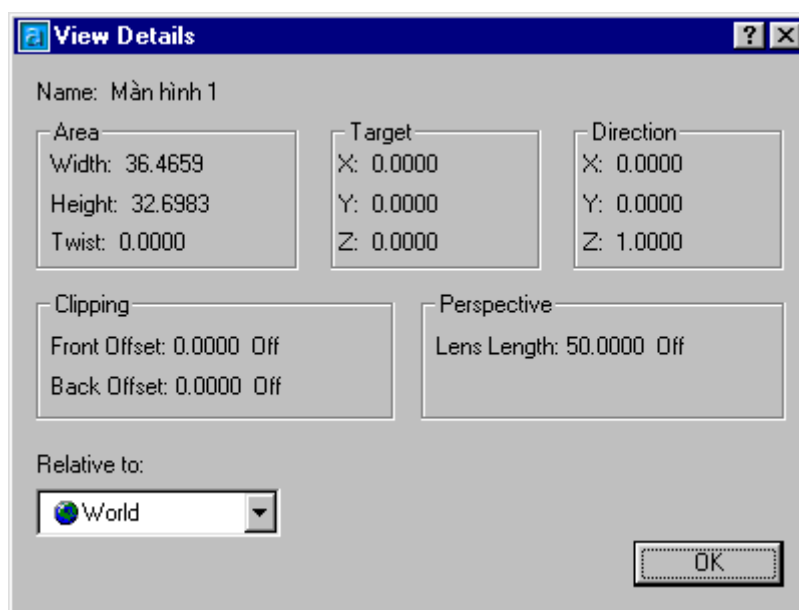 View Details
Name: Màn hình 1
Area
Width: 36.4659
Height: 32.6983
Twist: 0.0000
Target
X: 0.0000
Y: 0.0000
Z: 0.0000
Direction
X: 0.0000
Y: 0.0000
Z: 1.0000
Clipping
Front Offset: 0.0000 Off
Back Offset: 0.0000 Off
Perspective
Lens Length: 50.0000 Off
Relative to:
World
OK